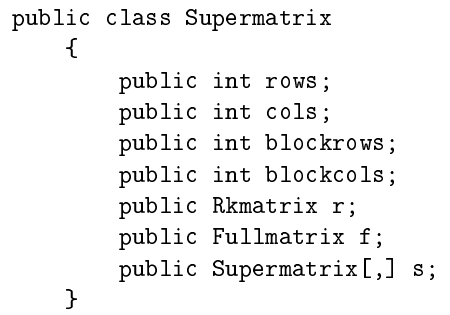 public class Supermatrix
{
public int rows;
public int cols;
public int blockrows;
public int blockcols;
public Rkmatrix r;
public Fullmatrix f;
public Supermatrix[,] s;
}